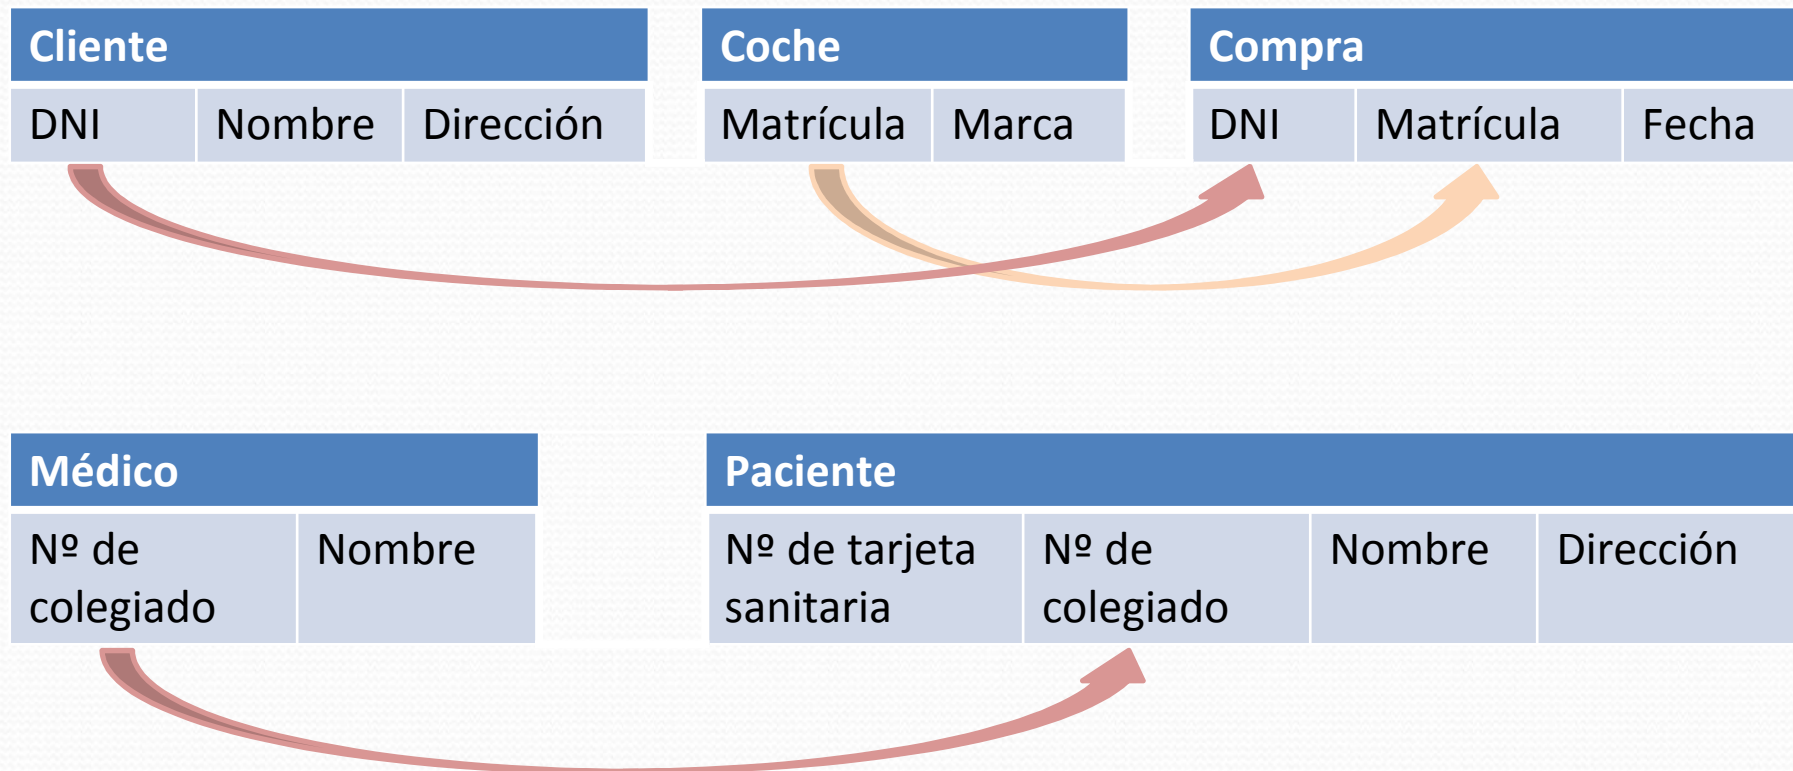 Cliente
Coche
Compra
DNI Nombre Dirección
Matrícula Marca
DNI Matrícula Fecha
Médico
Paciente
Nº de colegiado
Nombre
Nº de tarjeta sanitaria
Nº de colegiado
Nombre
Dirección